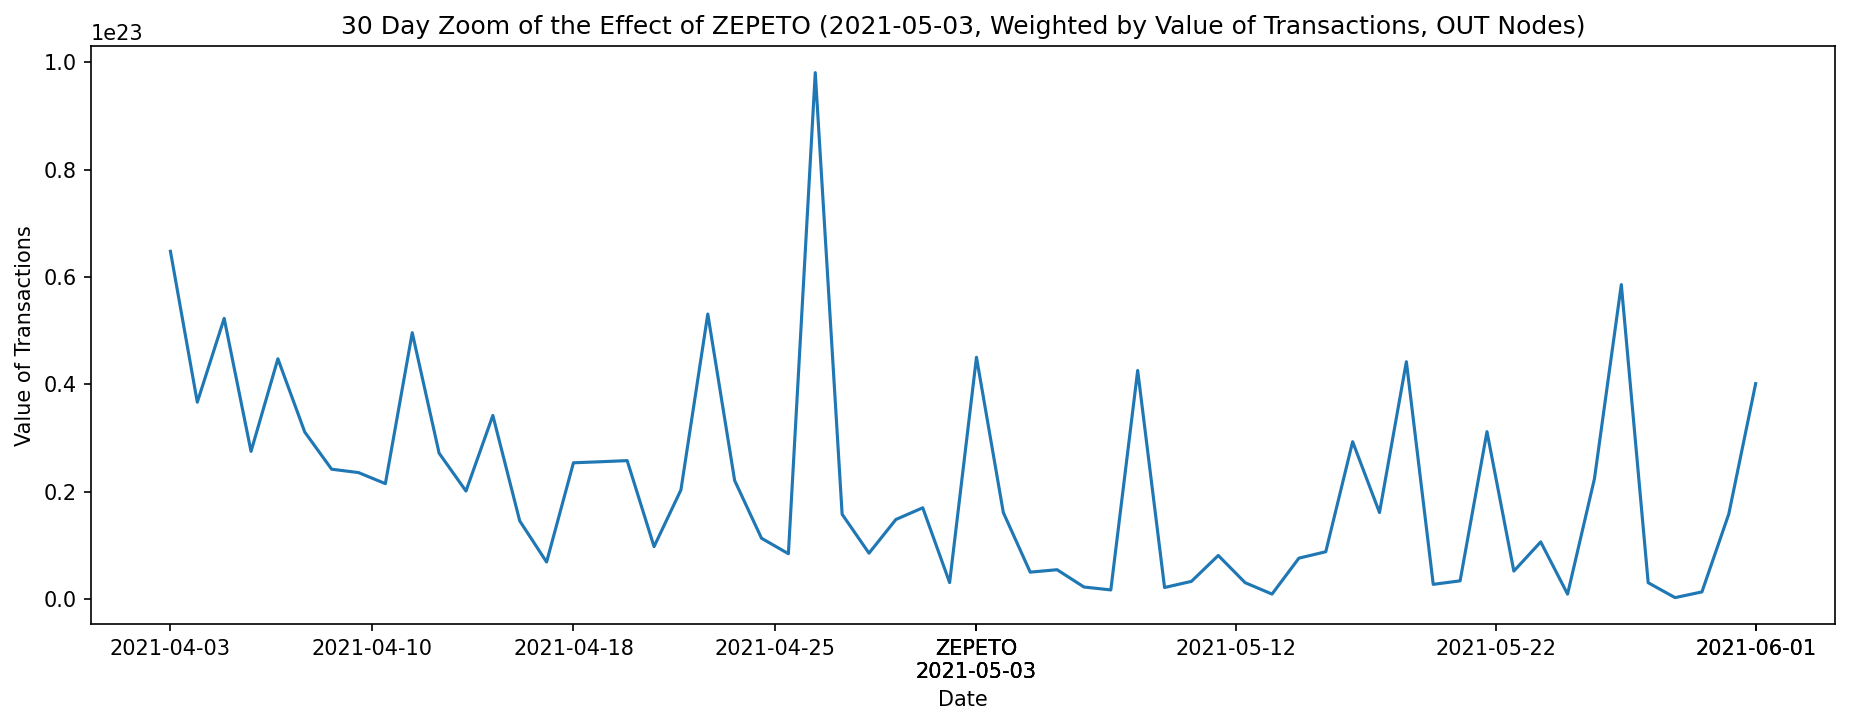 30 Day Zoom of the Effect of ZEPETO (2021-05-03, Weighted by Value of Transactions, OUT Nodes)
1e23
1.0
0.8
0.6
0.4
0.2
0.0
Value of Transactions
2021-04-03 2021-04-10 2021-04-18 2021-04-25 ZEPETO 2021-05-12 2021-05-22 2021-06-01
2021-05-03
Date